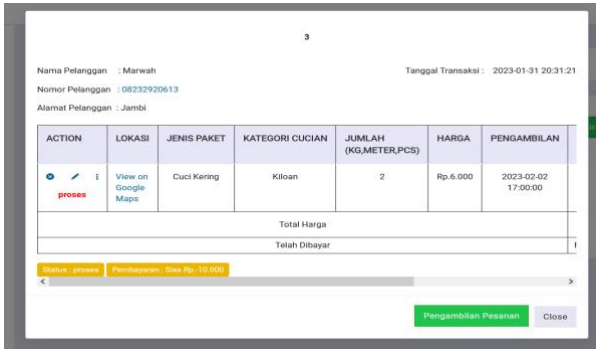 3
Nama Pelanggan : Marwah
Tanggal Transaksi : 2023-01-31 20:31:21
Nomor Pelanggan : 08232920613
Alamat Pelanggan : Jambi
ACTION LOKASI JENIS PAKET KATEGORI CUCIAN JUMLAH (KG,METER,PCS) HARGA PENGAMBILAN
proses View on Google Maps Cuci Kering Kiloan 2 Rp.6.000 2023-02-02 17:00:00
Total Harga
Telah Dibayar
Status : proses Pembayaran : Sisa Rp.-10.000
Pengambilan Pesanan Close